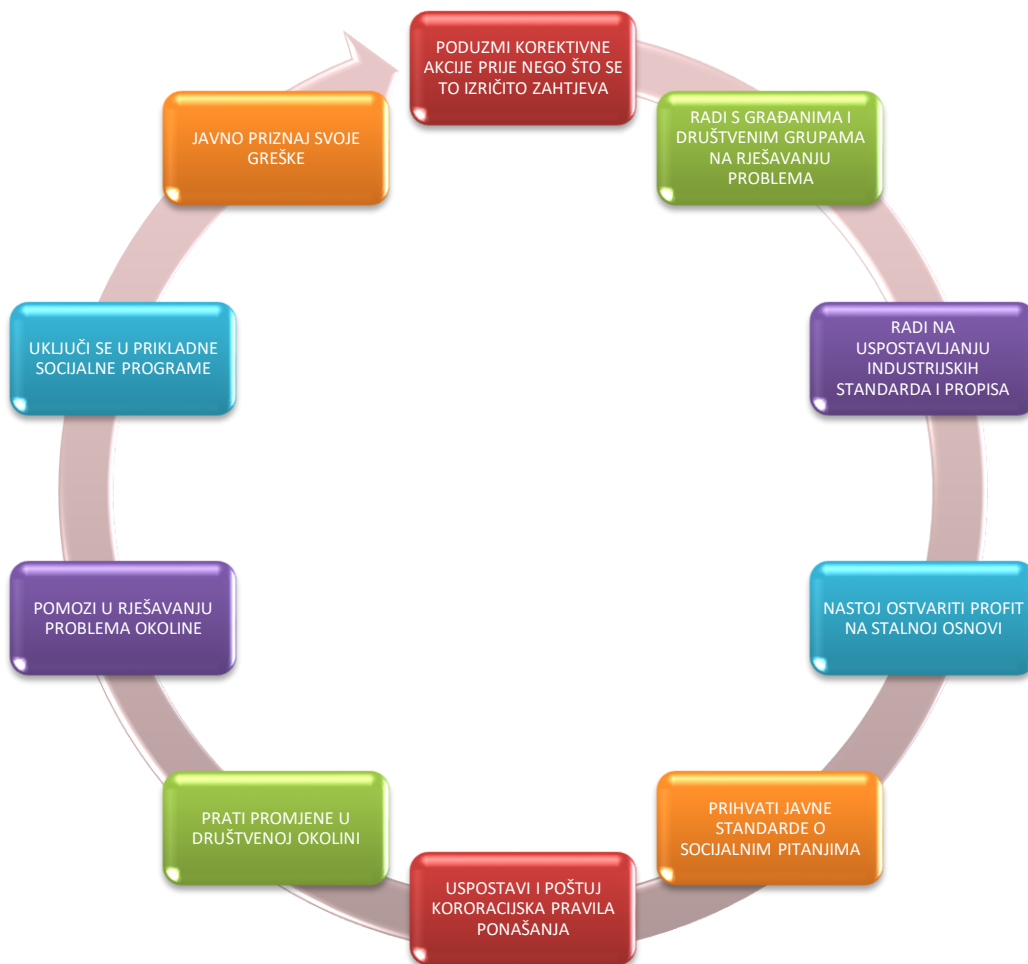 PODUZMI KOREKTIVNE
AKCIJE PRIJE NEGO ŠTO SE
TO IZRIČITO ZAHTJEVA
RADI S GRAĐANIMA I
DRUŠTVENIM GRUPAMA
NA RJEŠAVANJU
PROBLEMA
RADI NA
USPOSTAVLJANJU
INDUSTRIJSKIH
STANDARDA I PROPISA
NASTOJ OSTVARITI PROFIT
NA STALNOJ OSNOVI
PRIHVATI JAVNE
STANDARDE O
SOCIJALNIM PITANJIMA
USPOSTAVI I POŠTUJ
KORORACIJSKA PRAVILA
PONAŠANJA
PRATI PROMJENE U
DRUŠTVENOJ OKOLINI
POMOZI U RJEŠAVANJU
PROBLEMA OKOLINE
UKLJUČI SE U PRIKLADNE
SOCIJALNE PROGRAME
JAVNO PRIZNAJ SVOJE
GREŠKE